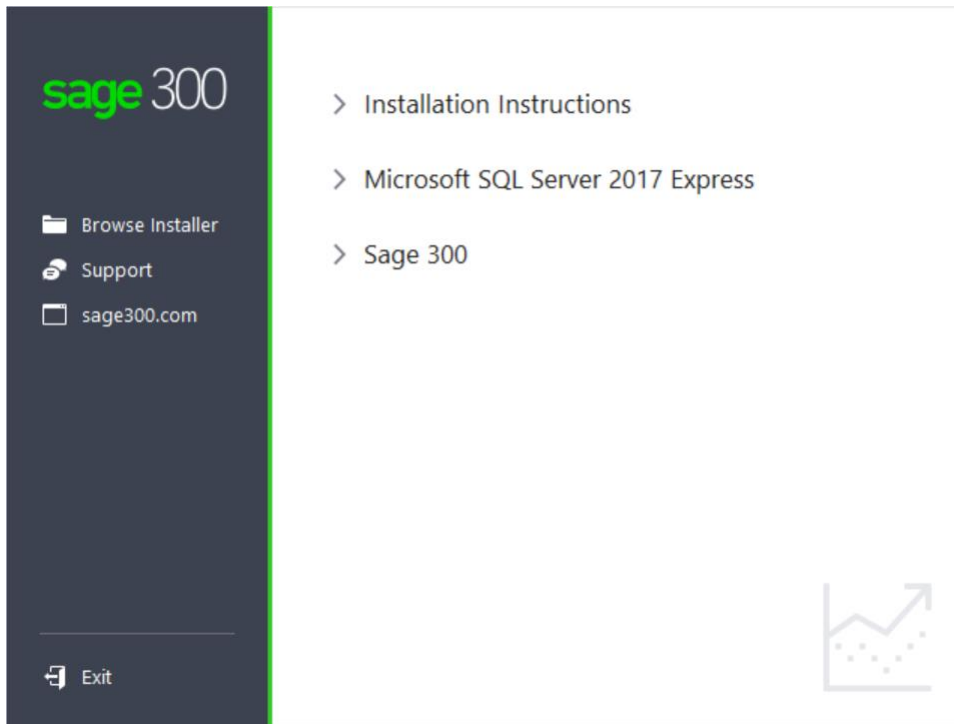 sage 300
Browse Installer
Support
sage300.com
Exit
Installation Instructions
Microsoft SQL Server 2017 Express
Sage 300